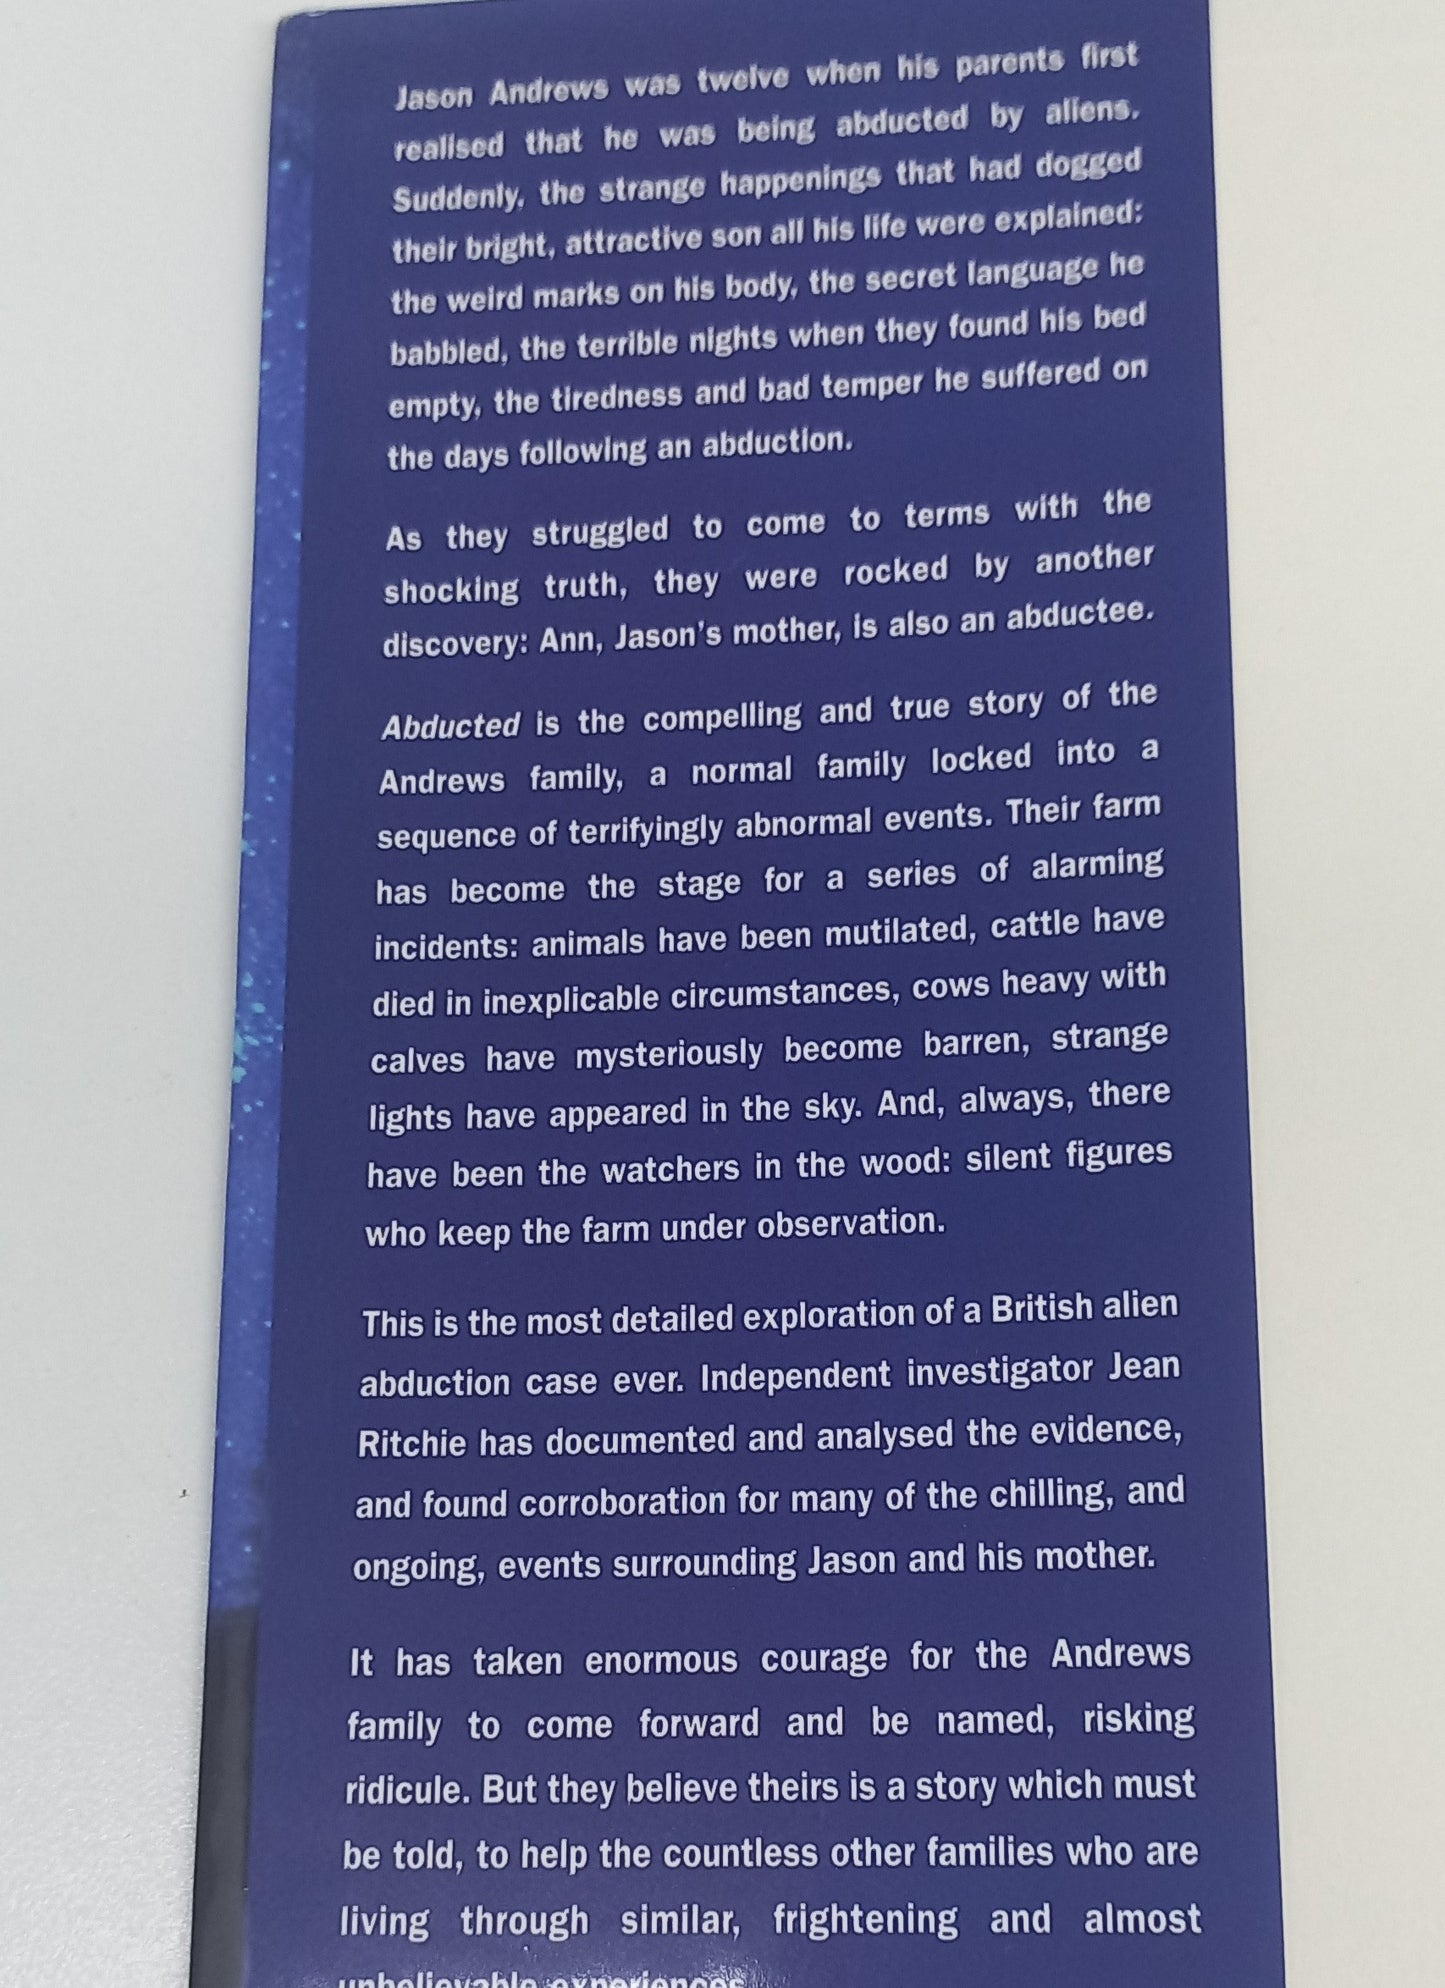 Jason Andrews was twelve when his parents first
realised that he was being abducted by aliens.
Suddenly, the strange happenings that had dogged
their bright, attractive son all his life were explained:
the weird marks on his body, the secret language he
babbled, the terrible nights when they found his bed
empty, the tiredness and bad temper he suffered on
the days following an abduction.
As they struggled to come to terms with the
shocking truth, they were rocked by another
discovery: Ann, Jason's mother, is also an abductee.
Abducted is the compelling and true story of the
Andrews family, a normal family locked into a
sequence of terrifyingly abnormal events. Their farm
has become the stage for a series of alarming
incidents: animals have been mutilated, cattle have
died in inexplicable circumstances, cows heavy with
calves have mysteriously become barren, strange
lights have appeared in the sky. And, always, there
have been the watchers in the wood: silent figures
who keep the farm under observation.
This is the most detailed exploration of a British alien
abduction case ever. Independent investigator Jean
Ritchie has documented and analysed the evidence,
and found corroboration for many of the chilling, and
ongoing, events surrounding Jason and his mother.
It has taken enormous courage for the Andrews
family to come forward and be named, risking
ridicule. But they believe theirs is a story which must
be told, to help the countless other families who are
living through similar, frightening and almost
unbelievable experiences